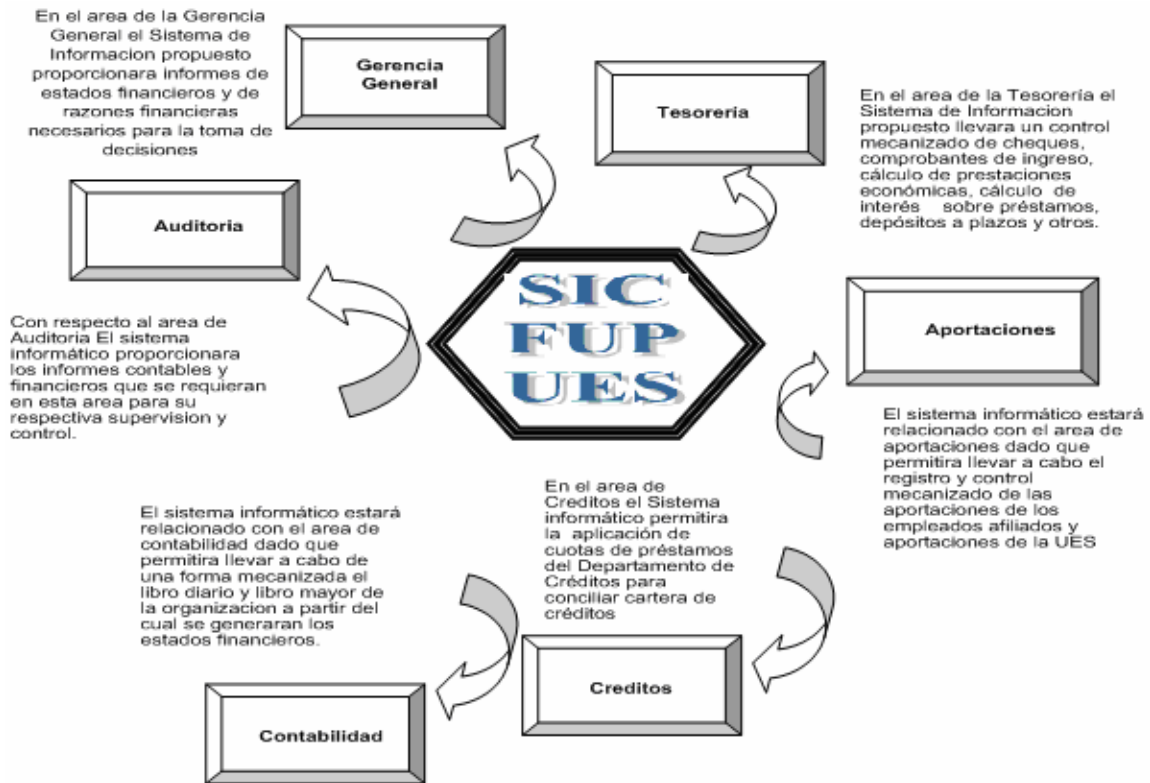 En el area de la Gerencia
General el Sistema de
Informacion propuesto
proporcionara informes de
estados financieros y de
razones financieras
necesarios para la toma de
decisiones
Gerencia
General
Tesoreria
En el area de la Tesorería el
Sistema de Informacion
propuesto llevara un control
mecanizado de cheques,
comprobantes de ingreso,
cálculo de prestaciones
económicas, cálculo de
interés sobre préstamos,
depósitos a plazos y otros.
Auditoria
Con respecto al area de
Auditoria El sistema
informático proporcionara
los informes contables y
financieros que se requieran
en esta area para su
respectiva supervision y
control.
SIC
FUP
UES
Aportaciones
El sistema informático estará
relacionado con el area de
aportaciones dado que
permitira llevar a cabo el
registro y control
mecanizado de las
aportaciones de los
empleados afiliados y
aportaciones de la UES
El sistema informático estará
relacionado con el area de
contabilidad dado que
permitira llevar a cabo de
una forma mecanizada el
libro diario y libro mayor de
la organizacion a partir del
cual se generaran los
estados financieros.
En el area de
Creditos el Sistema
informático permitira
la aplicación de
cuotas de préstamos
del Departamento de
Créditos para
conciliar cartera de
créditos
Creditos
Contabilidad